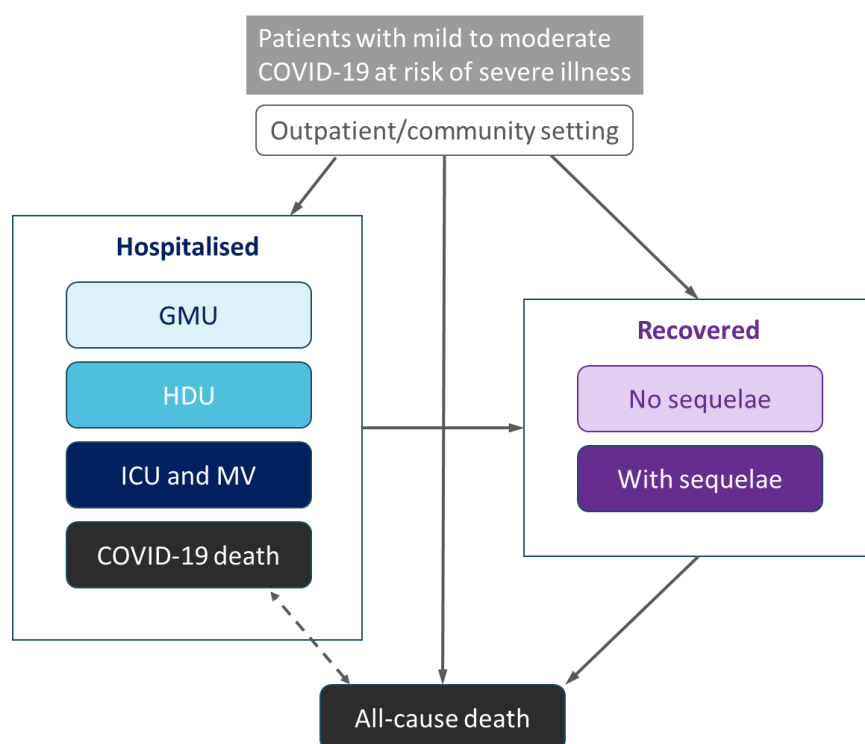 Patients with mild to moderate
COVID-19 at risk of severe illness
Outpatient/community setting
Hospitalised
GMU
HDU
ICU and MV
COVID-19 death
Recovered
No sequelae
With sequelae
All-cause death